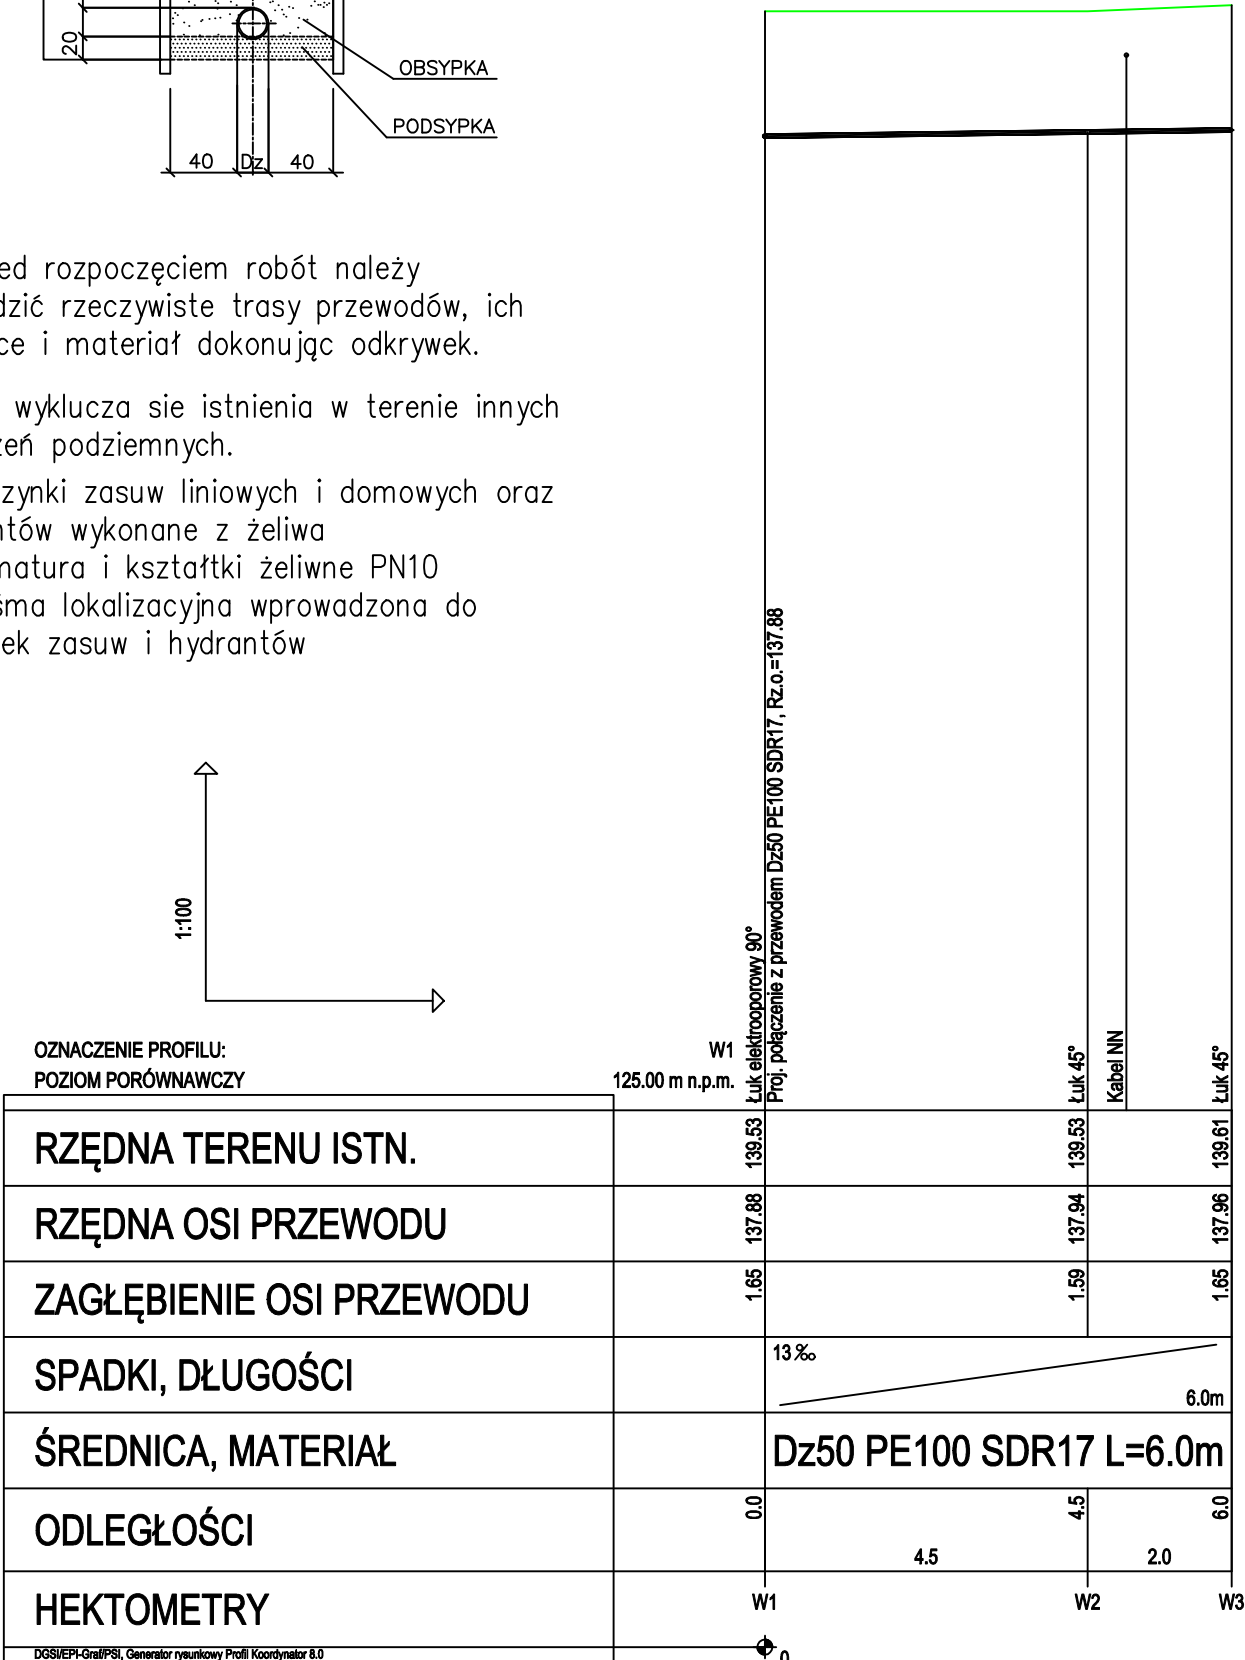 20
OBSYPKA
PODSYPKA
40 Dz 40
ed rozpoczęciem robót należy
dzić rzeczywiste trasy przewodów, ich
ce i materiał dokonując odkrywek.
wyklucza sie istnienia w terenie innych
zeń podziemnych.
zynki zasuw liniowych i domowych oraz
ntów wykonane z żeliwa
matura i kształtki żeliwne PN10
śma lokalizacyjna wprowadzona do
ek zasuw i hydrantów
1:100
Łuk elektrooporowy 90°
Proj. połączenie z przewodem Dz50 PE100 SDR17, Rz.o.=137.88
Łuk 45°
Kabel NN
Łuk 45°
OZNACZENIE PROFILU: W1
POZIOM PORÓWNAWCZY 125.00 m n.p.m.
RZĘDNA TERENU ISTN. 139.53 139.53 139.61
RZĘDNA OSI PRZEWODU 137.88 137.94 137.96
ZAGŁĘBIENIE OSI PRZEWODU 1.65 1.59 1.65
SPADKI, DŁUGOŚCI 13‰ 6.0m
ŚREDNICA, MATERIAŁ Dz50 PE100 SDR17 L=6.0m
ODLEGŁOŚCI 0.0 4.5 6.0
4.5 2.0
HEKTOMETRY W1 W2 W3
DGSI/EPI-Graf/PSI, Generator rysunkowy Profil Koordynator 8.0
0